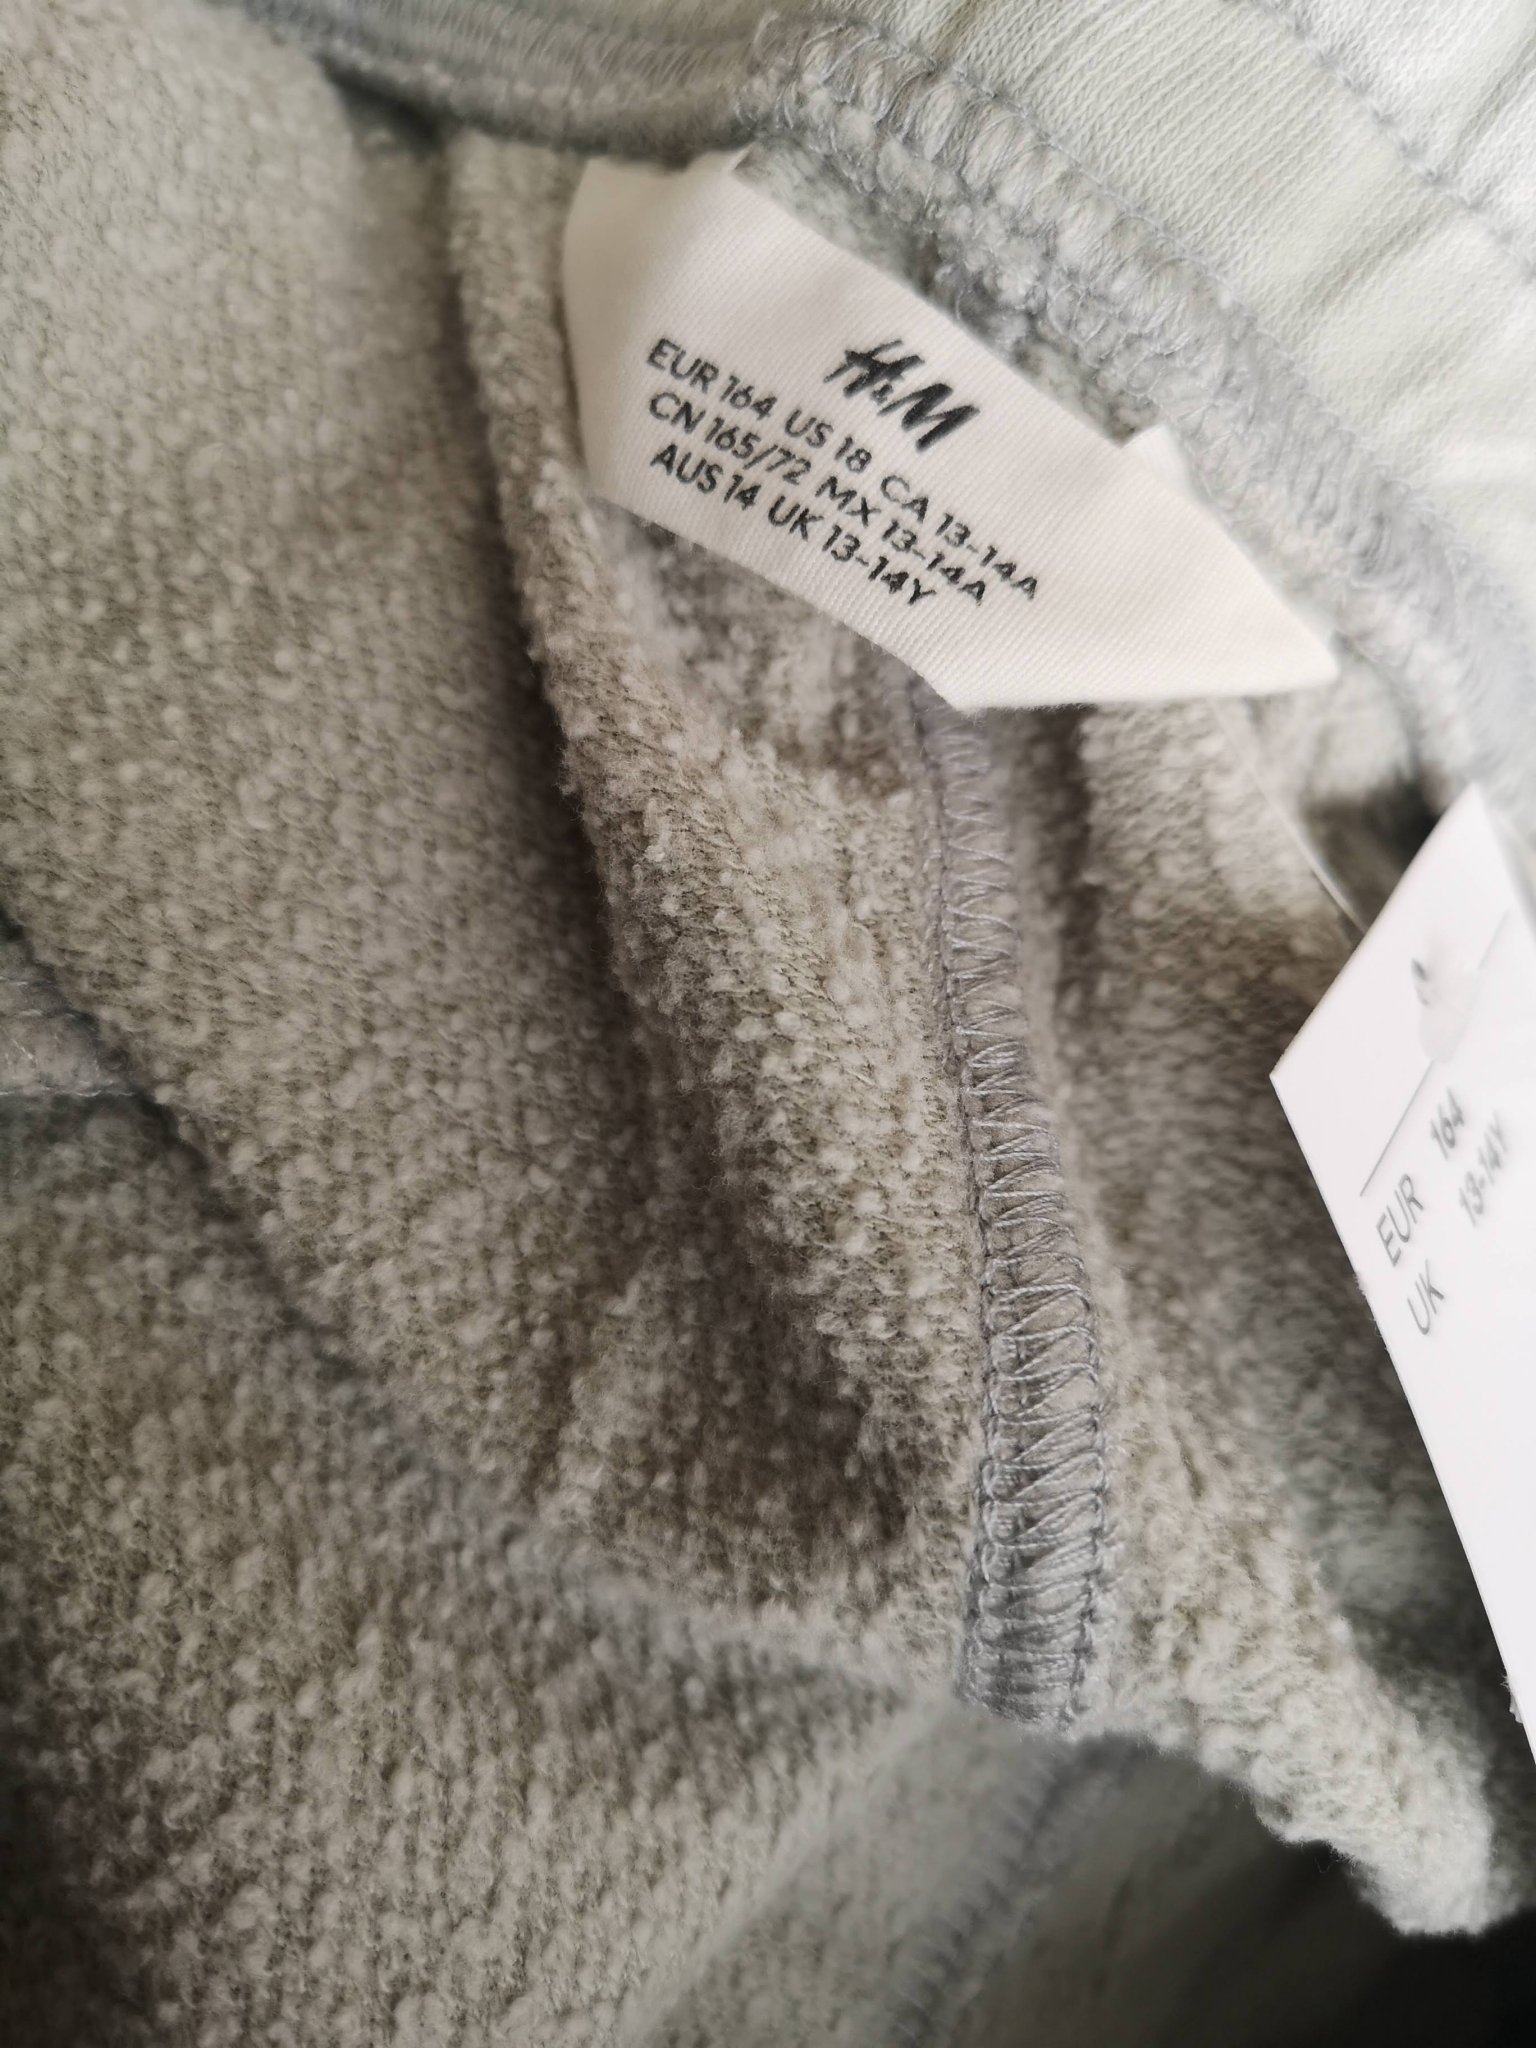 H&M
EUR 164 US 18 CA 13-14A
CN 165/72 MX 13-14A
AUS 14 UK 13-14Y
EUR 164
UK 13-14Y